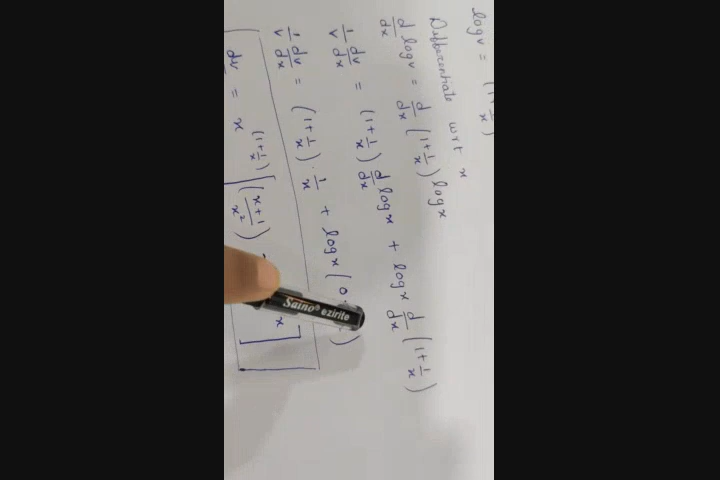 log v = (1+1/x)
Differentiate wrt x
d/dx log v = d/dx (1+1/x) log x
1/v dv/dx = (1+1/x) d/dx log x + log x d/dx (1+1/x)
1/v dv/dx = (1+1/x) . 1/x + log x (0 )
dv = x^(1+1/x) [(x+1/x²) - x]
Saino® ezirite